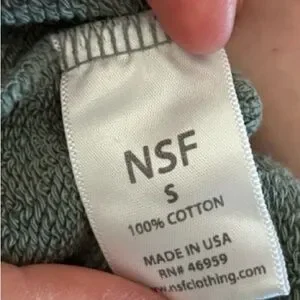 NSF
S
100% COTTON
MADE IN USA
RN# 46959
www.nsfclothing.com